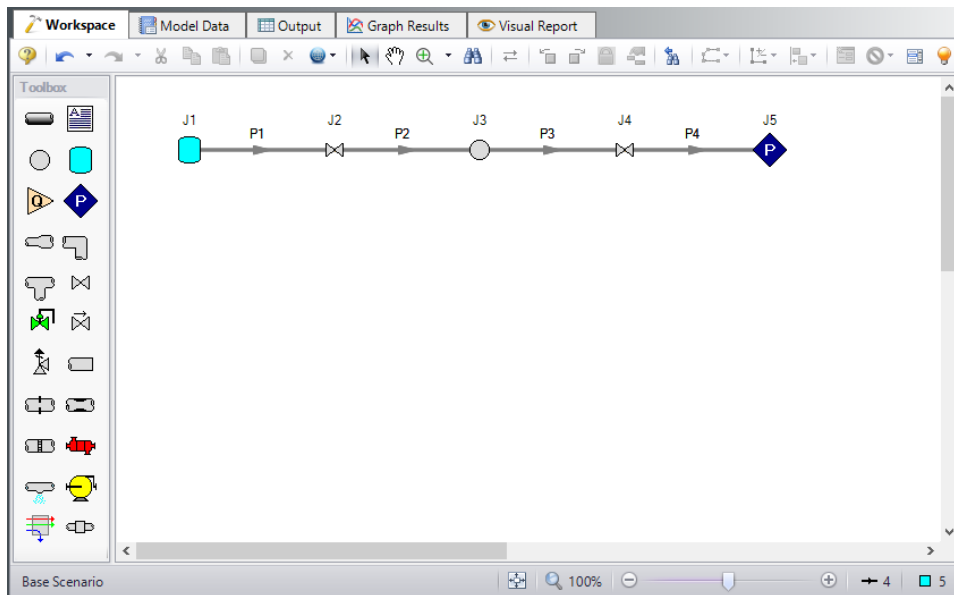 Workspace Model Data Output Graph Results Visual Report
Toolbox
A
J1 J2 J3 J4 J5
P1 P2 P3 P4
P
Q P
Base Scenario 100% 4 5